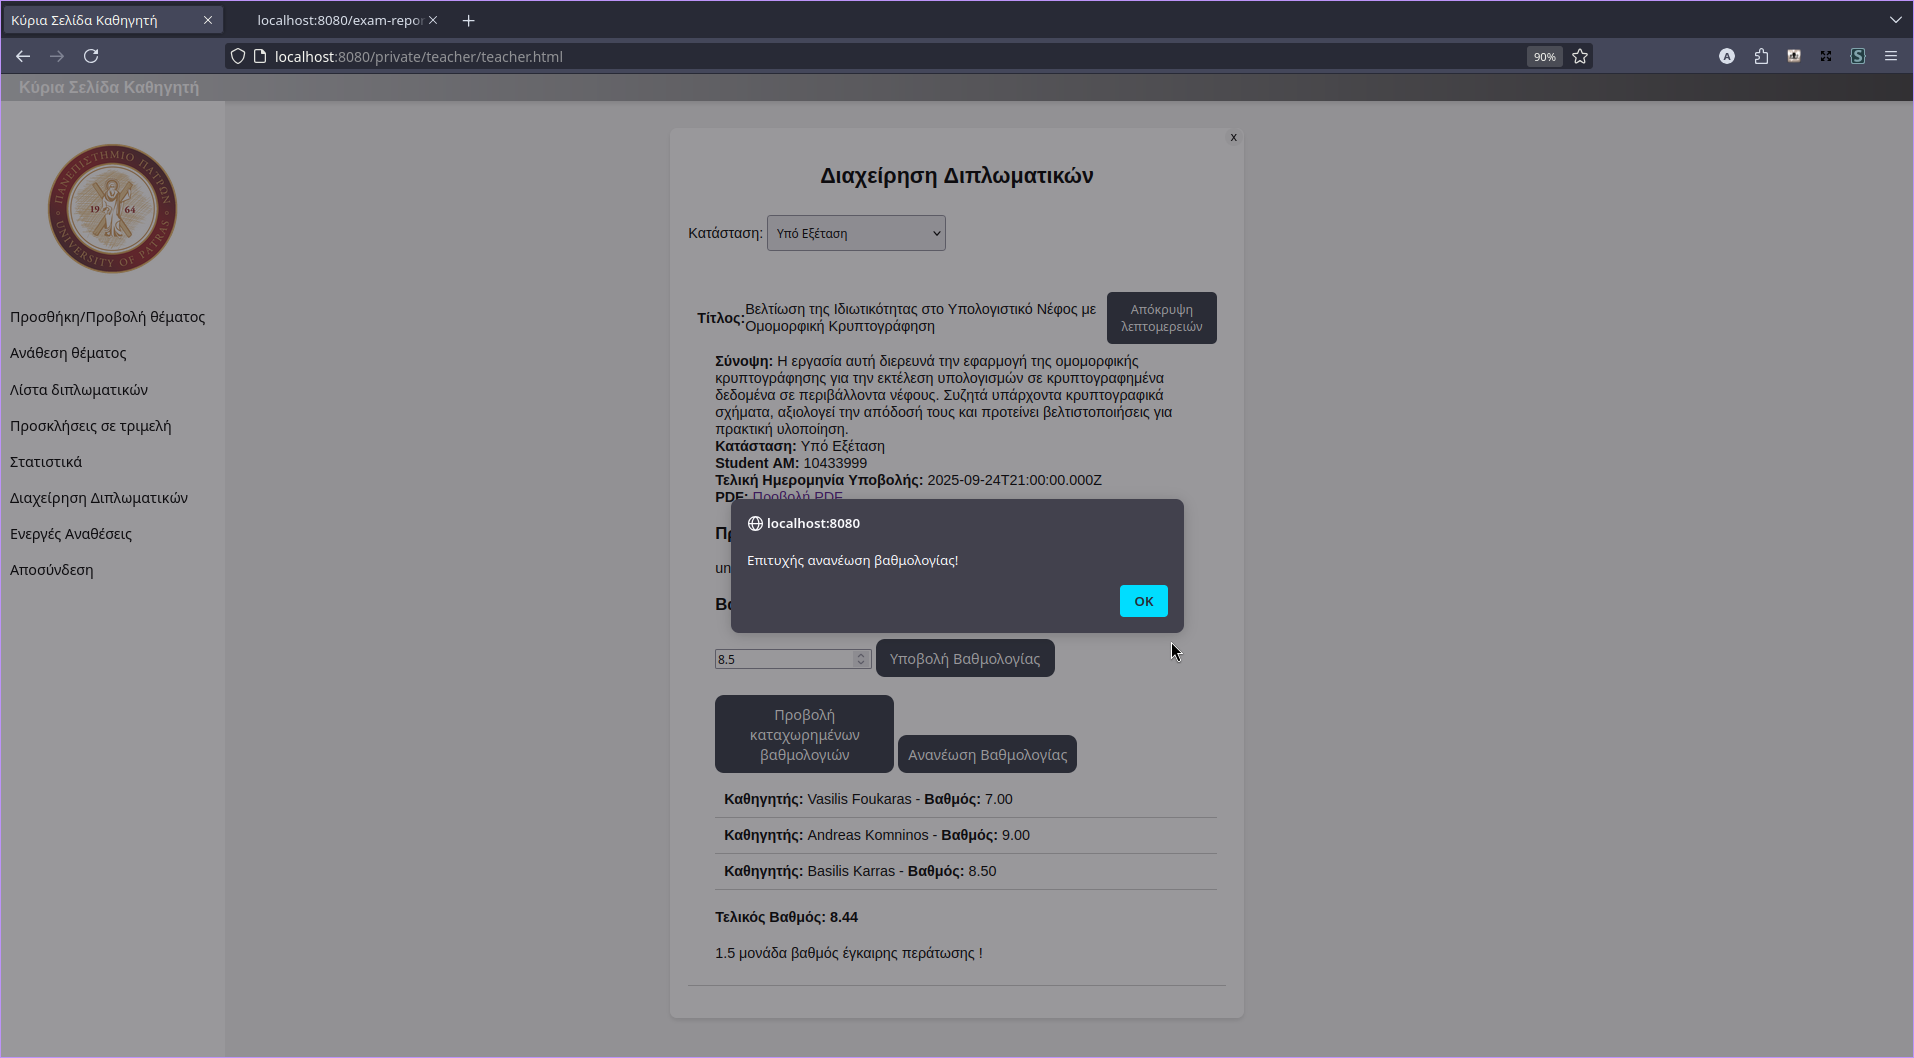 Κύρια Σελίδα Καθηγητή
localhost:8080/exam-repor
localhost:8080/private/teacher/teacher.html
90%
A
S
Κύρια Σελίδα Καθηγητή
ΠΑΝΕΠΙΣΤΗΜΙΟ ΠΑΤΡΩΝ
19 64
UNIVERSITY OF PATRAS
Προσθήκη/Προβολή θέματος
Ανάθεση θέματος
Λίστα διπλωματικών
Προσκλήσεις σε τριμελή
Στατιστικά
Διαχείρηση Διπλωματικών
Ενεργές Αναθέσεις
Αποσύνδεση
x
Διαχείρηση Διπλωματικών
Κατάσταση: Υπό Εξέταση
Τίτλος: Βελτίωση της Ιδιωτικότητας στο Υπολογιστικό Νέφος με
Ομομορφική Κρυπτογράφηση
Απόκρυψη
λεπτομερειών
Σύνοψη: Η εργασία αυτή διερευνά την εφαρμογή της ομομορφικής
κρυπτογράφησης για την εκτέλεση υπολογισμών σε κρυπτογραφημένα
δεδομένα σε περιβάλλοντα νέφους. Συζητά υπάρχοντα κρυπτογραφικά
σχήματα, αξιολογεί την απόδοσή τους και προτείνει βελτιστοποιήσεις για
πρακτική υλοποίηση.
Κατάσταση: Υπό Εξέταση
Student AM: 10433999
Τελική Ημερομηνία Υποβολής: 2025-09-24T21:00:00.000Z
PDF: Προβολή PDF
localhost:8080
Επιτυχής ανανέωση βαθμολογίας!
OK
8.5
Υποβολή Βαθμολογίας
Προβολή
καταχωρημένων
βαθμολογιών
Ανανέωση Βαθμολογίας
Καθηγητής: Vasilis Foukaras - Βαθμός: 7.00
Καθηγητής: Andreas Komninos - Βαθμός: 9.00
Καθηγητής: Basilis Karras - Βαθμός: 8.50
Τελικός Βαθμός: 8.44
1.5 μονάδα βαθμός έγκαιρης περάτωσης !